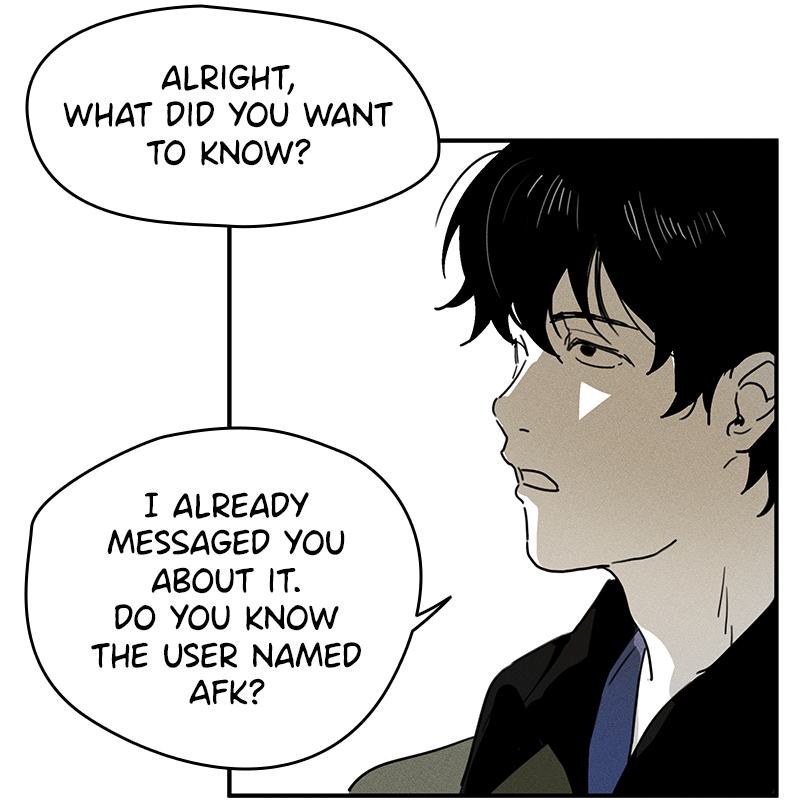 ALRIGHT,
WHAT DID YOU WANT
TO KNOW?
I ALREADY
MESSAGED YOU
ABOUT IT.
DO YOU KNOW
THE USER NAMED
AFK?